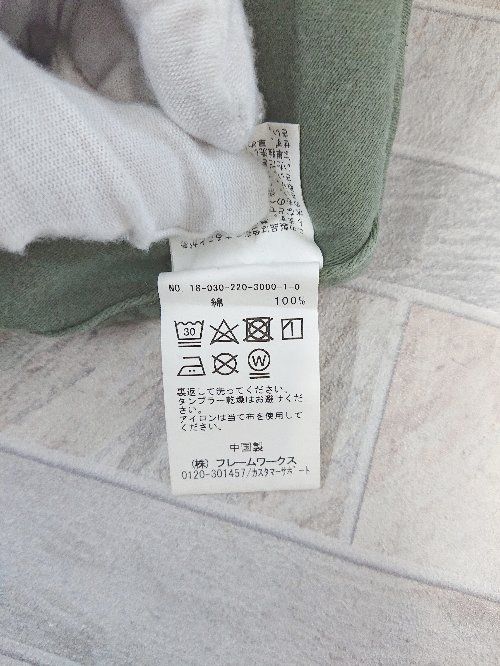 NO 18-030-220-3000-1-0
綿 100%
30
W
裏返して洗ってください。
タンブラー乾燥はお避けくだ
さい。
アイロンは当て布を使用して
ください。
中国製
(株) フレームワークス
0120-301457/カスタマーサポート